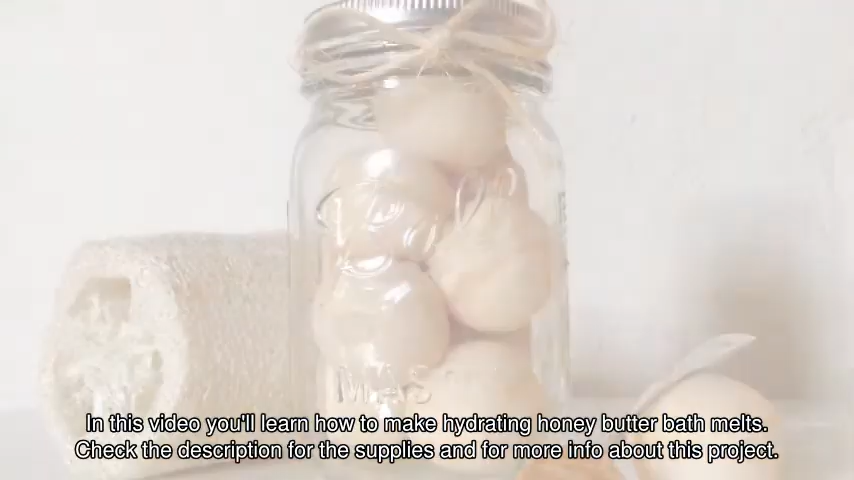 MAS
In this video you'll learn how to make hydrating honey butter bath melts.
Check the description for the supplies and for more info about this project.